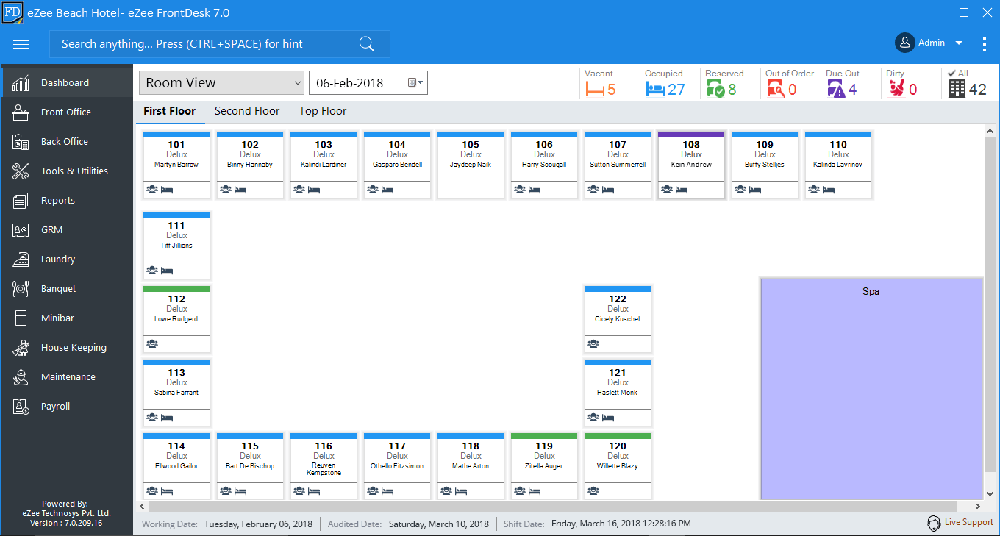 FD eZee Beach Hotel- eZee FrontDesk 7.0
Search anything... Press (CTRL+SPACE) for hint
Admin
Dashboard
Front Office
Back Office
Tools & Utilities
Reports
GRM
Laundry
Banquet
Minibar
House Keeping
Maintenance
Payroll
Powered By:
eZee Technosys Pvt. Ltd.
Version : 7.0.209.16
Room View
06-Feb-2018
Vacant
5
Occupied
27
Reserved
8
Out of Order
0
Due Out
4
Dirty
0
All
42
First Floor Second Floor Top Floor
101
Delux
Martyn Barrow
102
Delux
Binny Hannaby
103
Delux
Kalindi Lardiner
104
Delux
Gasparo Bendell
105
Delux
Jaydeep Naik
106
Delux
Harry Scougall
107
Delux
Sutton Summerrell
108
Delux
Kein Andrew
109
Delux
Buffy Stelljes
110
Delux
Kalinda Lavrinov
111
Delux
Tiff Jillions
112
Delux
Lowe Rudgerd
122
Delux
Cicely Kuschel
Spa
113
Delux
Sabina Farrant
121
Delux
Haslett Monk
114
Delux
Ellwood Gailor
115
Delux
Bart De Bischop
116
Delux
Reuven
Kempstone
117
Delux
Othello Fitzsimon
118
Delux
Mathe Arton
119
Delux
Zitella Auger
120
Delux
Willette Blazy
Working Date: Tuesday, February 06, 2018
Audited Date: Saturday, March 10, 2018
Shift Date: Friday, March 16, 2018 12:28:16 PM
Live Support